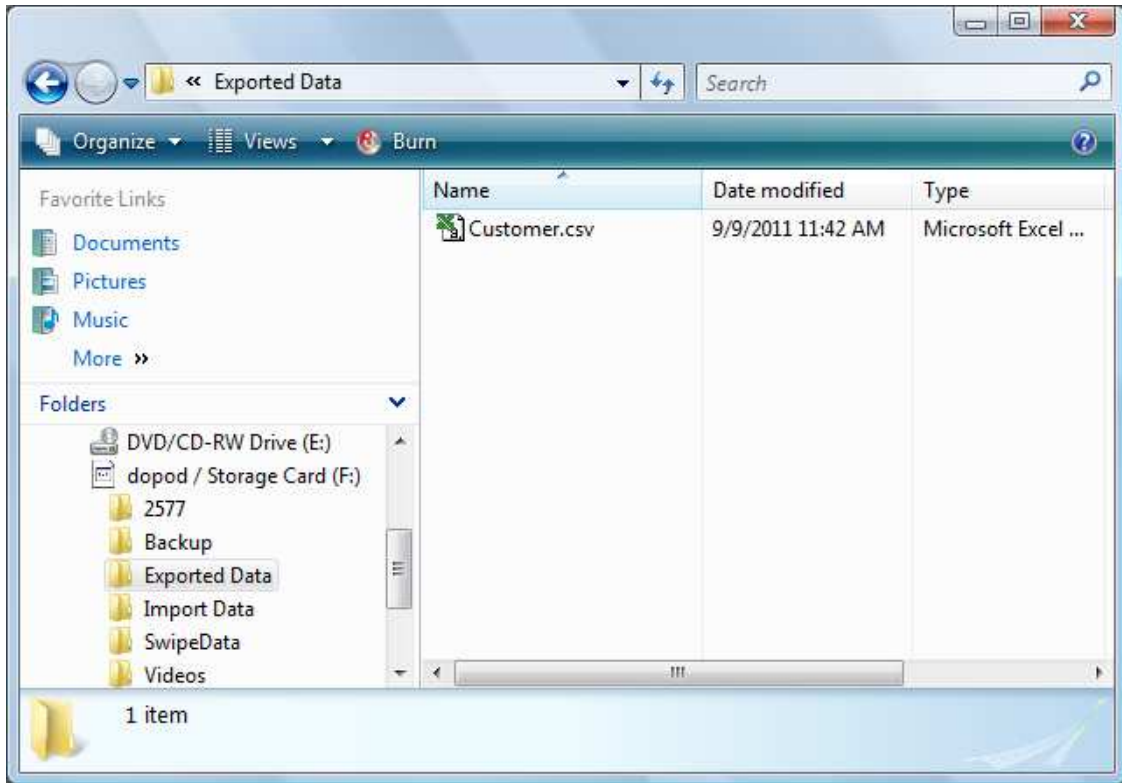 « Exported Data
Search
Organize Views Burn
Favorite Links
Documents
Pictures
Music
More »
Folders
DVD/CD-RW Drive (E:)
dopod / Storage Card (F:)
2577
Backup
Exported Data
Import Data
SwipeData
Videos
Name Date modified Type
Customer.csv 9/9/2011 11:42 AM Microsoft Excel ...
1 item